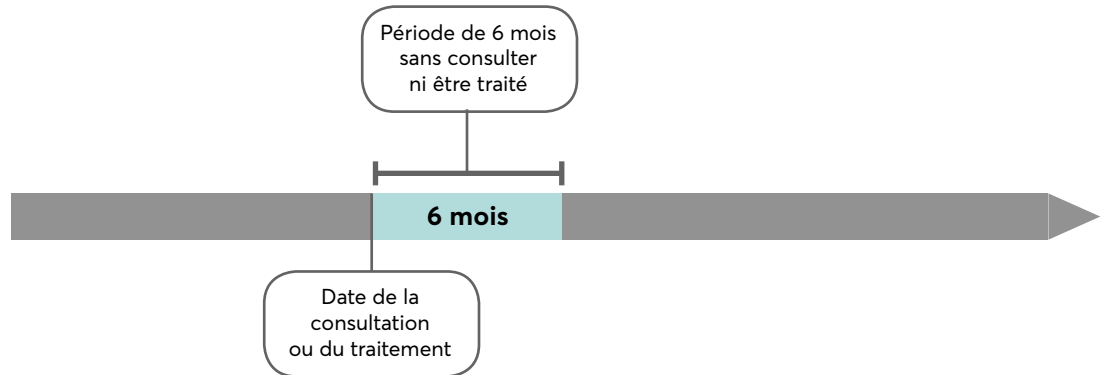 Période de 6 mois
sans consulter
ni être traité
6 mois
Date de la
consultation
ou du traitement